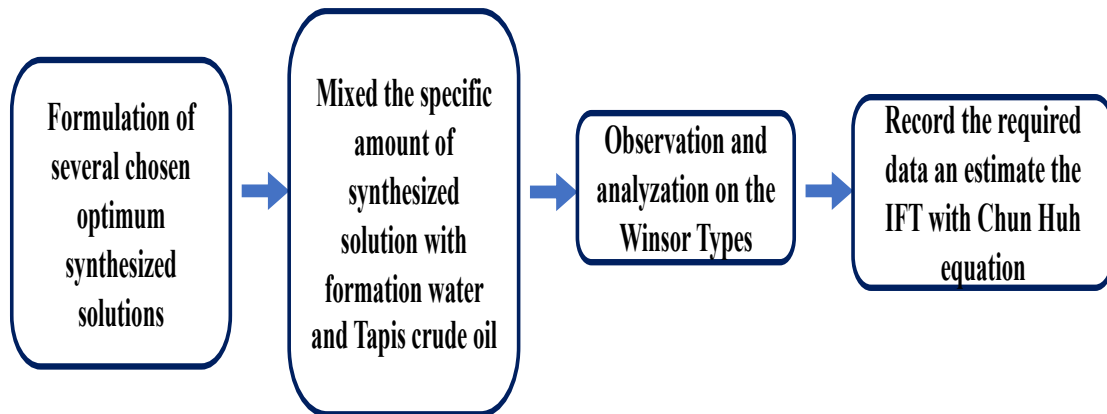 Formulation of
several chosen
optimum
synthesized
solutions
Mixed the specific
amount of
synthesized
solution with
formation water
and Tapis crude oil
Observation and
analyzation on the
Winsor Types
Record the required
data an estimate the
IFT with Chun Huh
equation